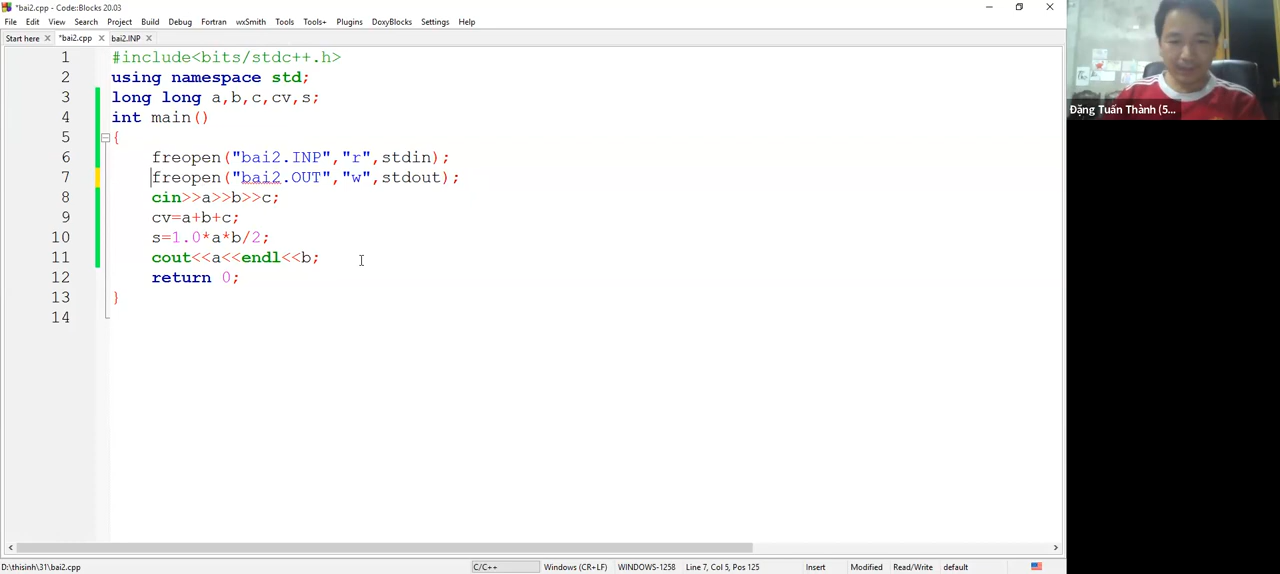 *bai2.cpp - Code::Blocks 20.03
File Edit View Search Project Build Debug Fortran wxSmith Tools Tools+ Plugins DoxyBlocks Settings Help
Start here *bai2.cpp bai2.INP
1 #include<bits/stdc++.h>
2 using namespace std;
3 long long a,b,c,cv,s;
4 int main()
5 {
6 freopen("bai2.INP","r",stdin);
7 freopen("bai2.OUT","w",stdout);
8 cin>>a>>b>>c;
9 cv=a+b+c;
10 s=1.0*a*b/2;
11 cout<<a<<endl<<b;
12 return 0;
13 }
14
Đặng Tuấn Thành (5...
D:\thisinh\31\bai2.cpp C/C++ Windows (CR+LF) WINDOWS-1258 Line 7, Col 5, Pos 125 Insert Modified Read/Write default